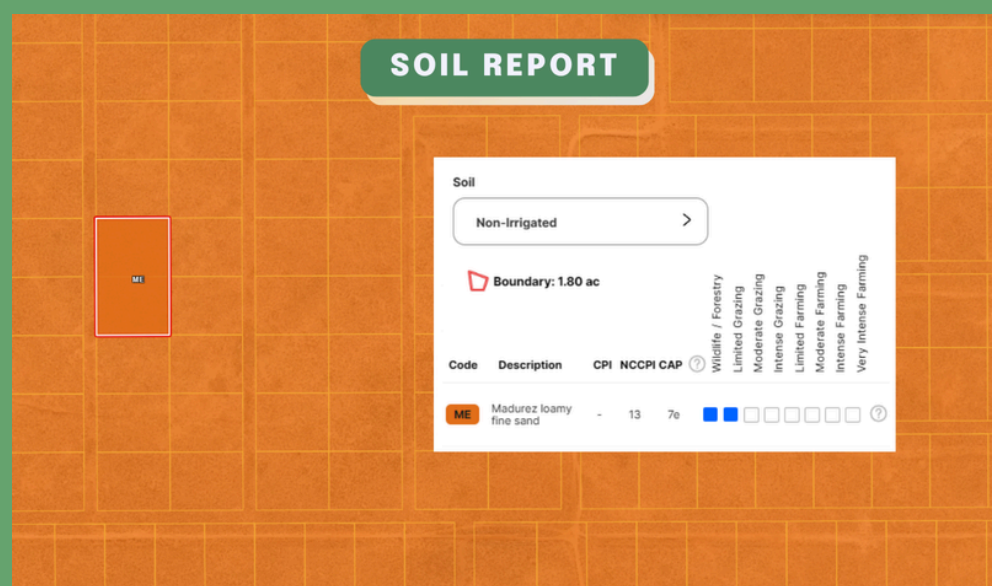 SOIL REPORT
ME
Soil
Non-Irrigated
Boundary: 1.80 ac
Wildlife / Forestry
Limited Grazing
Moderate Grazing
Intense Grazing
Limited Farming
Moderate Farming
Intense Farming
Very Intense Farming
Code Description CPI NCCPI CAP ?
ME Madurez loamy fine sand - 13 7e ?